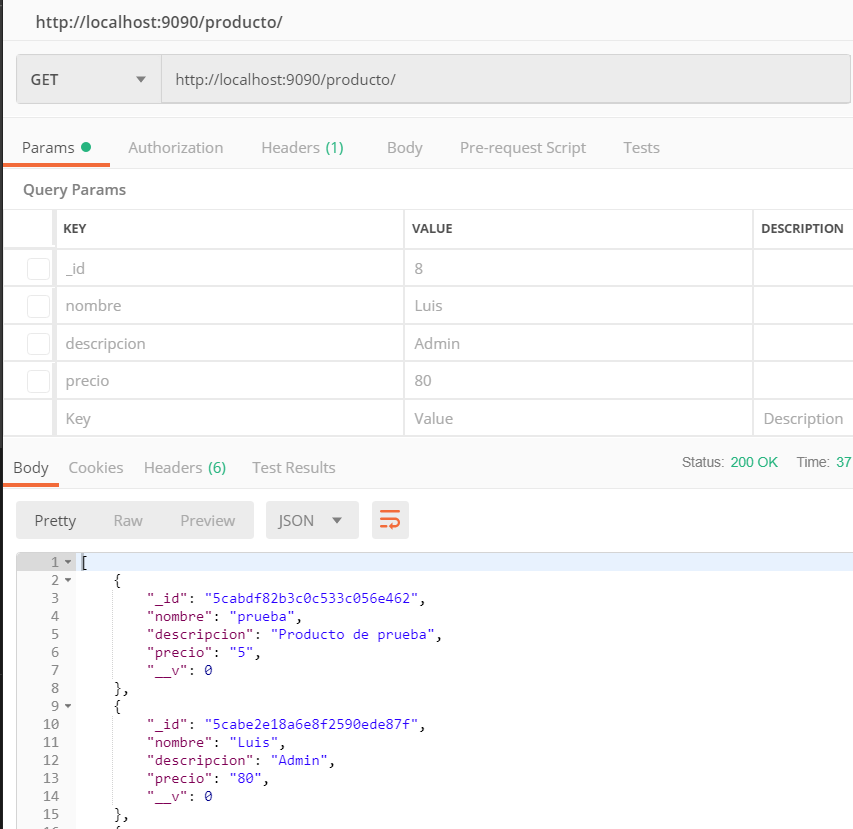 http://localhost:9090/producto/
GET http://localhost:9090/producto/
Params Authorization Headers (1) Body Pre-request Script Tests
Query Params
KEY VALUE DESCRIPTION
_id 8
nombre Luis
descripcion Admin
precio 80
Key Value Description
Body Cookies Headers (6) Test Results Status: 200 OK Time: 37
Pretty Raw Preview JSON
1 [
2 {
3 "_id": "5cabdf82b3c0c533c056e462",
4 "nombre": "prueba",
5 "descripcion": "Producto de prueba",
6 "precio": "5",
7 "__v": 0
8 },
9 {
10 "_id": "5cabe2e18a6e8f2590ede87f",
11 "nombre": "Luis",
12 "descripcion": "Admin",
13 "precio": "80",
14 "__v": 0
15 },